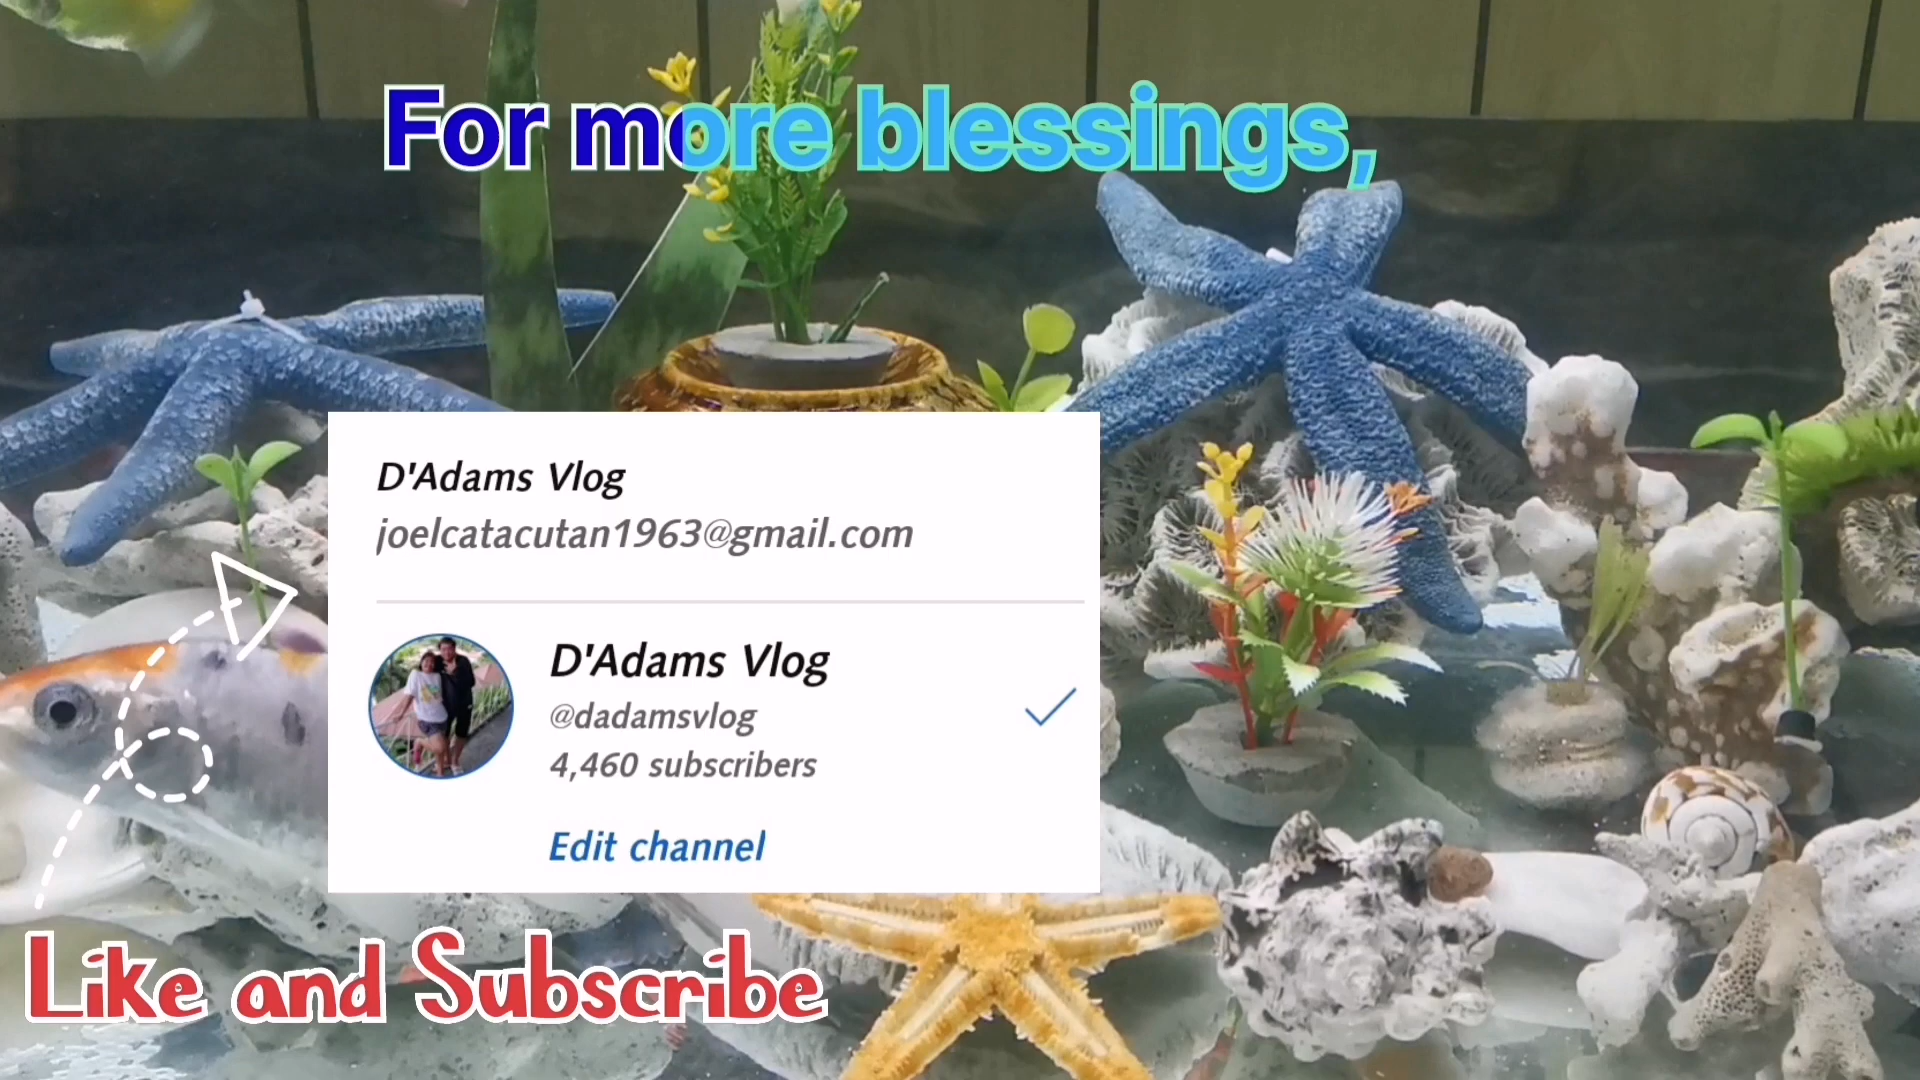 For more blessings,
D'Adams Vlog
joelcatacutan1963@gmail.com
D'Adams Vlog
@dadamsvlog
4,460 subscribers
Edit channel
Like and Subscribe